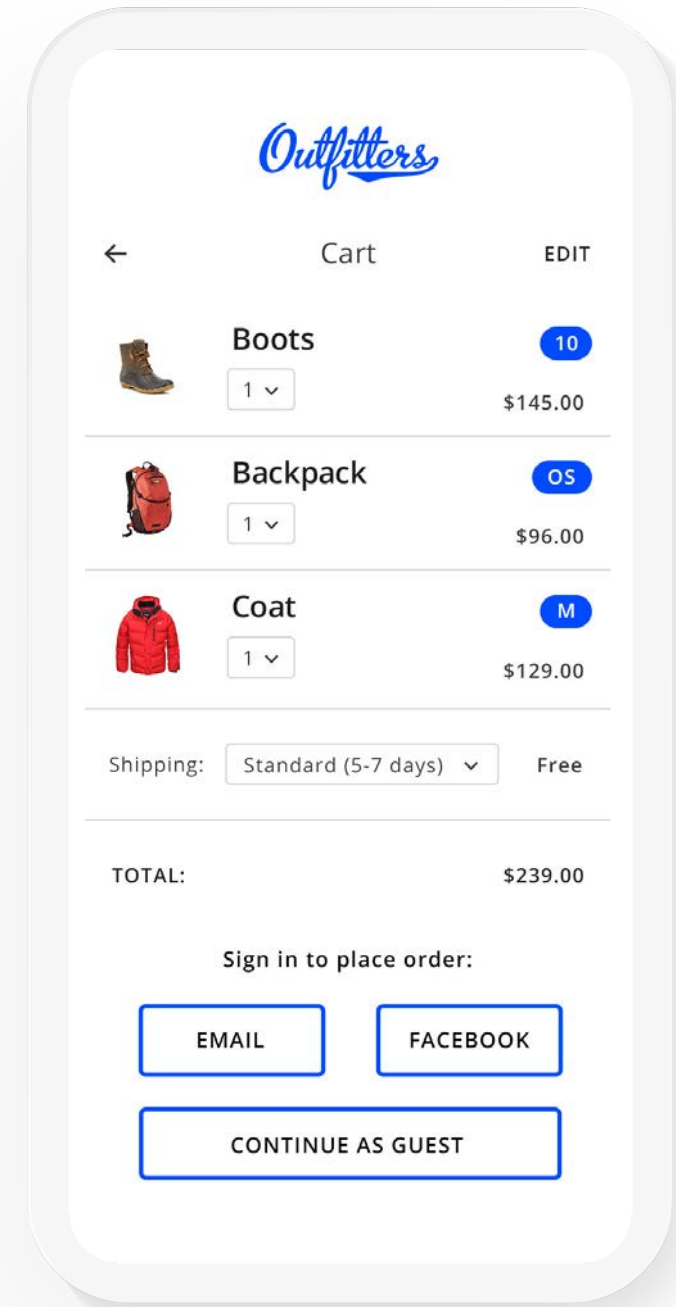 Outfitters
Cart EDIT
Boots 10
1
$145.00
Backpack OS
1
$96.00
Coat M
1
$129.00
Shipping: Standard (5-7 days) Free
TOTAL: $239.00
Sign in to place order:
EMAIL FACEBOOK
CONTINUE AS GUEST